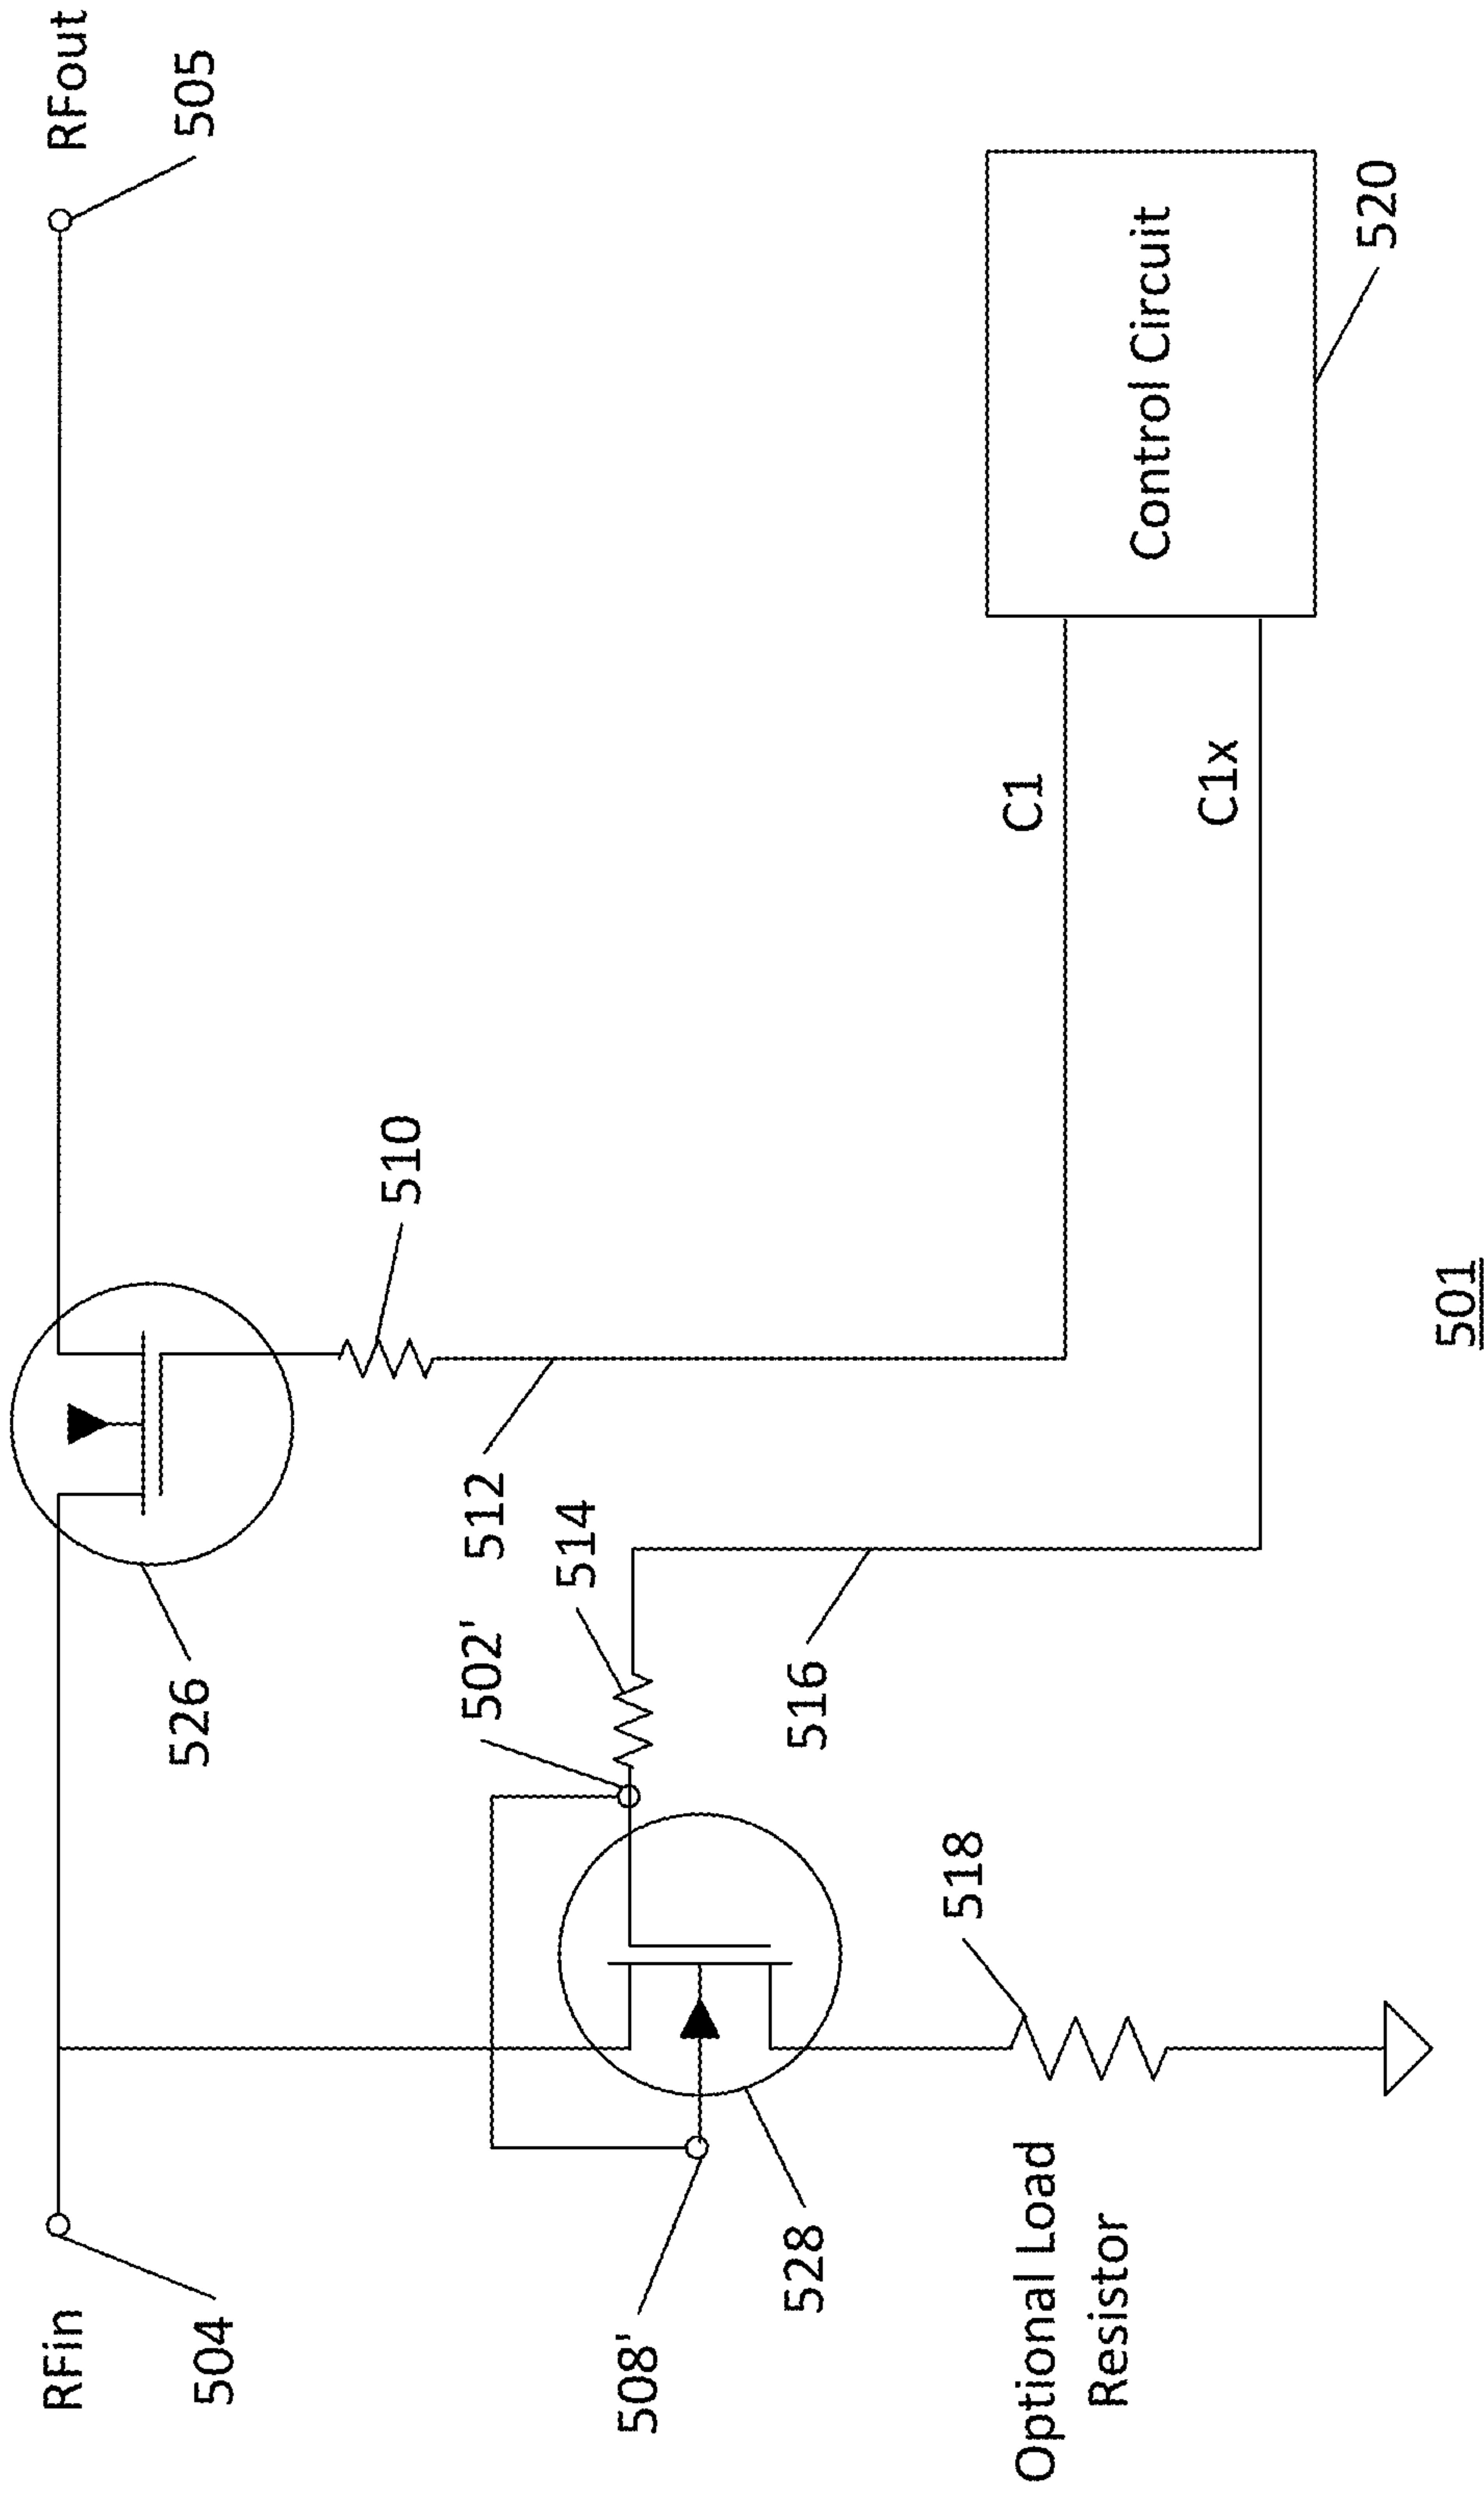 RFin
504
526
RFout
505
510
512
514
502'
508'
528
516
518
Optional Load
Resistor
C1
C1x
Control Circuit
520
501